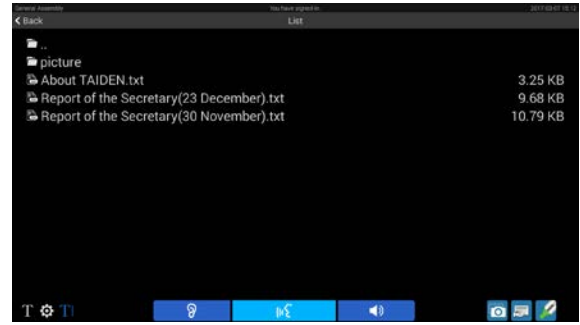 General Assembly You have signed in. 2017-03-07 18:12
Back List
..
picture
About TAIDEN.txt 3.25 KB
Report of the Secretary(23 December).txt 9.68 KB
Report of the Secretary(30 November).txt 10.79 KB
T T